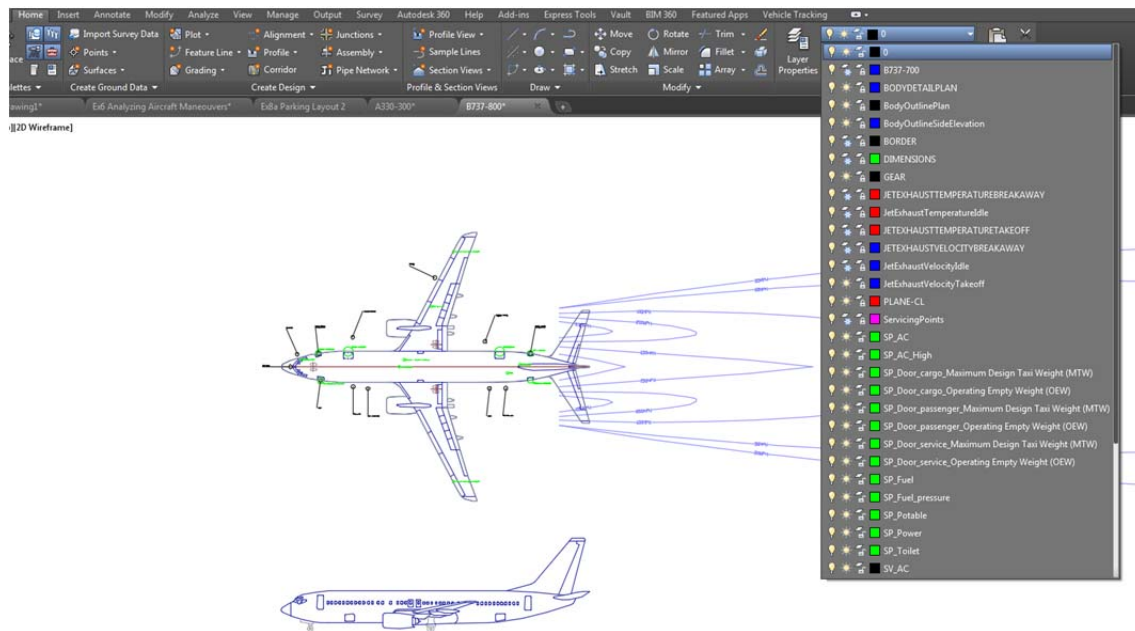 Home Insert Annotate Modify Analyze View Manage Output Survey Autodesk 360 Help Add-ins Express Tools Vault BIM 360 Featured Apps Vehicle Tracking
Import Survey Data Plot Alignment Junctions Profile View Move Rotate Trim 0
Points Feature Line Profile Assembly Sample Lines Copy Mirror Fillet
Surfaces Grading Corridor Pipe Network Section Views Stretch Scale Array
Layer
Properties
Create Ground Data Create Design Profile & Section Views Draw Modify
Ex6 Analyzing Aircraft Maneouvers* Ex8a Parking Layout 2 A330-300* B737-800*
[2D Wireframe]
0
B737-700
BODYDETAILPLAN
BodyOutlinePlan
BodyOutlineSideElevation
BORDER
DIMENSIONS
GEAR
JETEXHAUSTTEMPERATUREBREAKAWAY
JetExhaustTemperatureIdle
JETEXHAUSTTEMPERATURETAKEOFF
JETEXHAUSTVELOCITYBREAKAWAY
JetExhaustVelocityIdle
JetExhaustVelocityTakeoff
PLANE-CL
ServicingPoints
SP_AC
SP_AC_High
SP_Door_cargo_Maximum Design Taxi Weight (MTW)
SP_Door_cargo_Operating Empty Weight (OEW)
SP_Door_passenger_Maximum Design Taxi Weight (MTW)
SP_Door_passenger_Operating Empty Weight (OEW)
SP_Door_service_Maximum Design Taxi Weight (MTW)
SP_Door_service_Operating Empty Weight (OEW)
SP_Fuel
SP_Fuel_pressure
SP_Potable
SP_Power
SP_Toilet
SV_AC